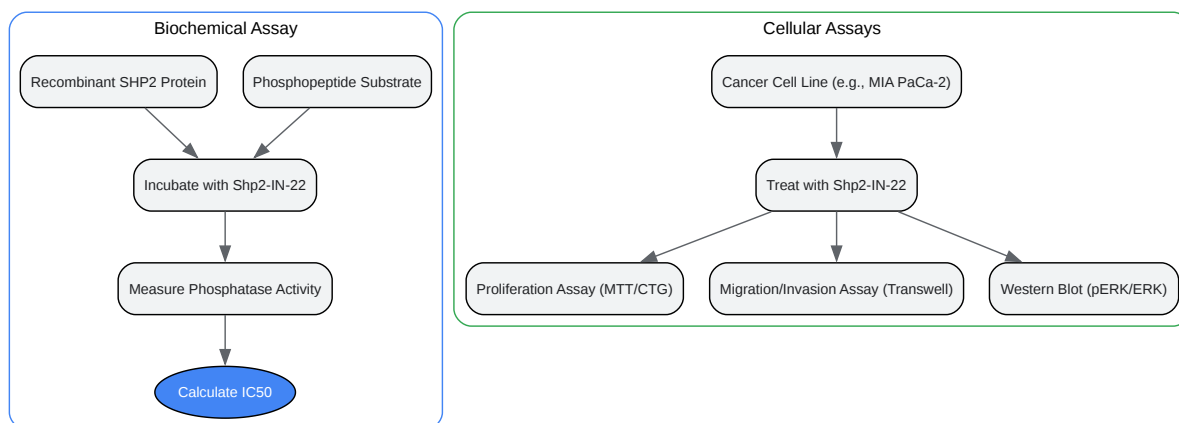 Biochemical Assay
Recombinant SHP2 Protein
Phosphopeptide Substrate
Incubate with Shp2-IN-22
Measure Phosphatase Activity
Calculate IC50
Cellular Assays
Cancer Cell Line (e.g., MIA PaCa-2)
Treat with Shp2-IN-22
Proliferation Assay (MTT/CTG)
Migration/Invasion Assay (Transwell)
Western Blot (pERK/ERK)